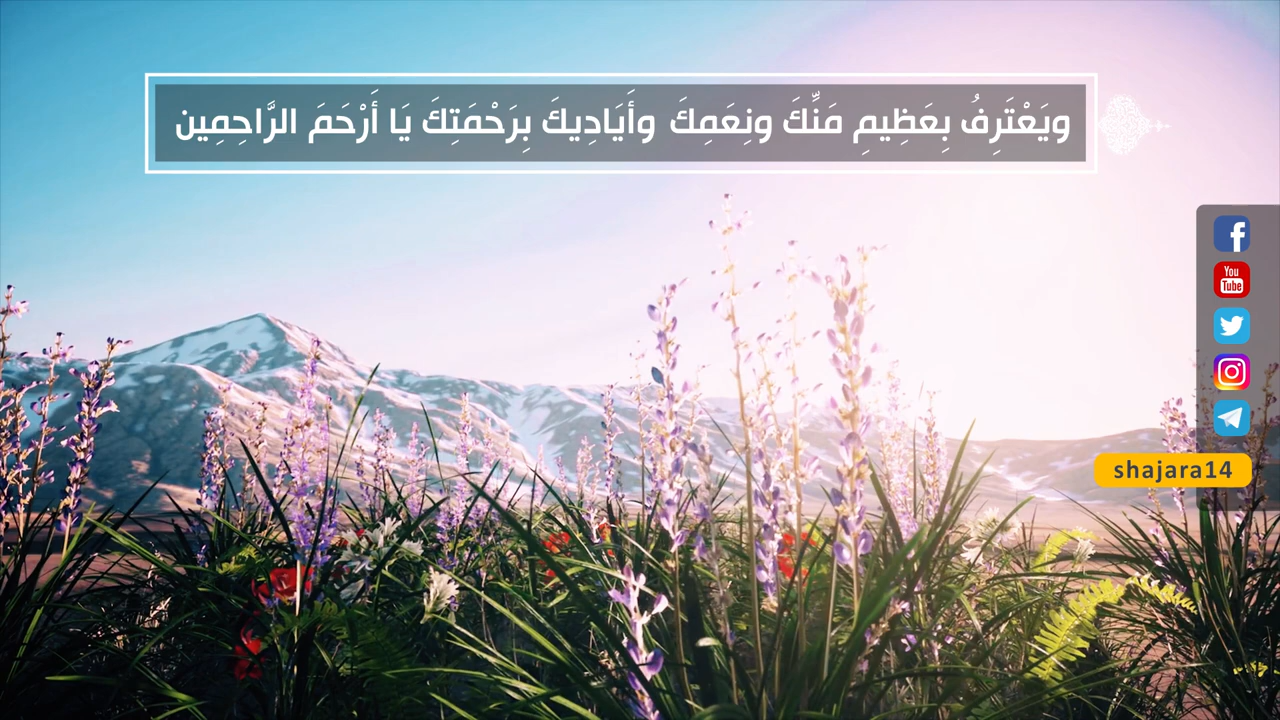 ويَعْتَرِفُ بِعَظِيمِ مَنِّكَ ونِعَمِكَ وأَيَادِيكَ بِرَحْمَتِكَ يَا أَرْحَمَ الرَّاحِمِين
f
You
Tube
shajara14